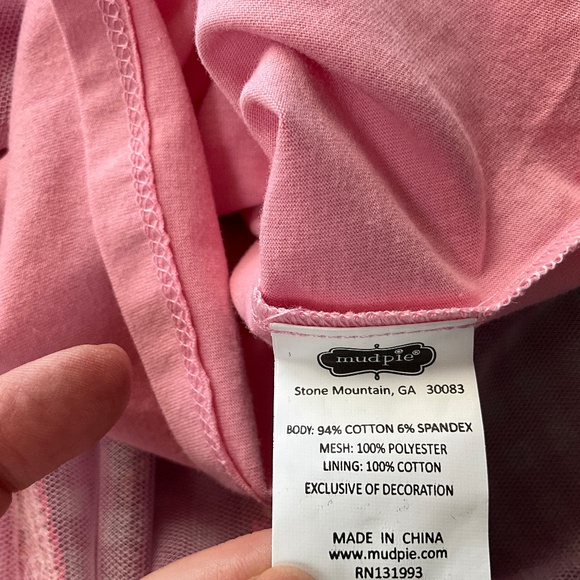 mudpie®
Stone Mountain, GA 30083
BODY: 94% COTTON 6% SPANDEX
MESH: 100% POLYESTER
LINING: 100% COTTON
EXCLUSIVE OF DECORATION
MADE IN CHINA
www.mudpie.com
RN131993